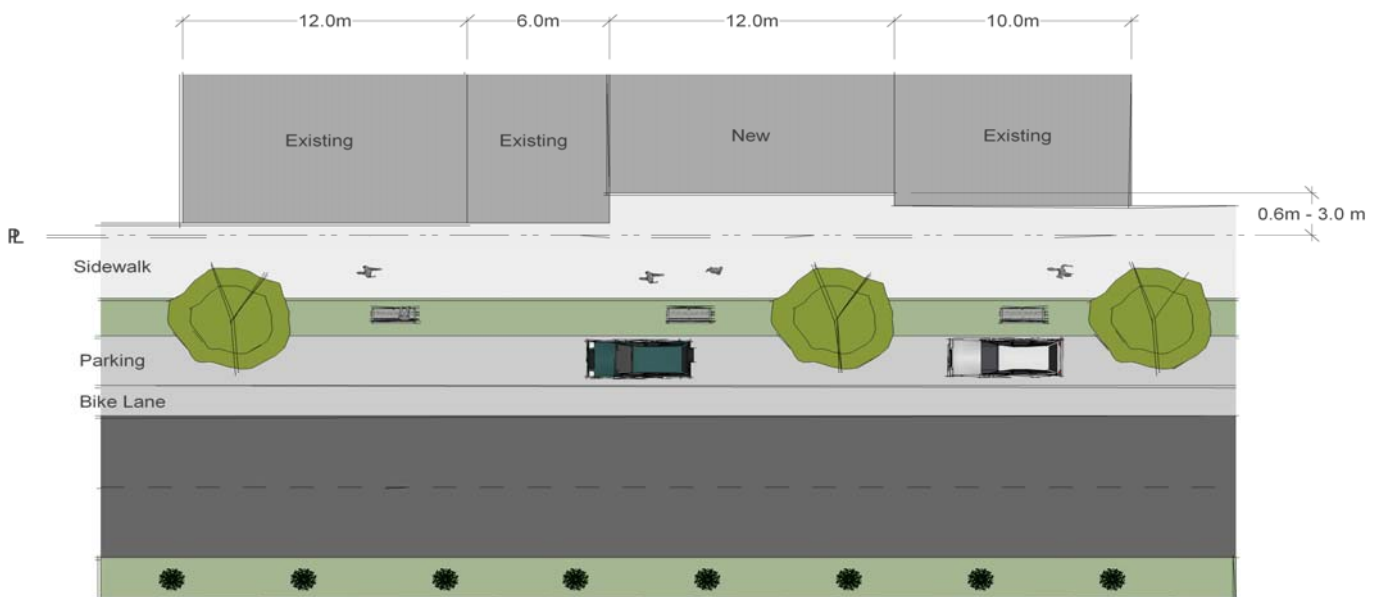 12.0m
6.0m
12.0m
10.0m
Existing
Existing
New
Existing
0.6m - 3.0 m
PL
Sidewalk
Parking
Bike Lane